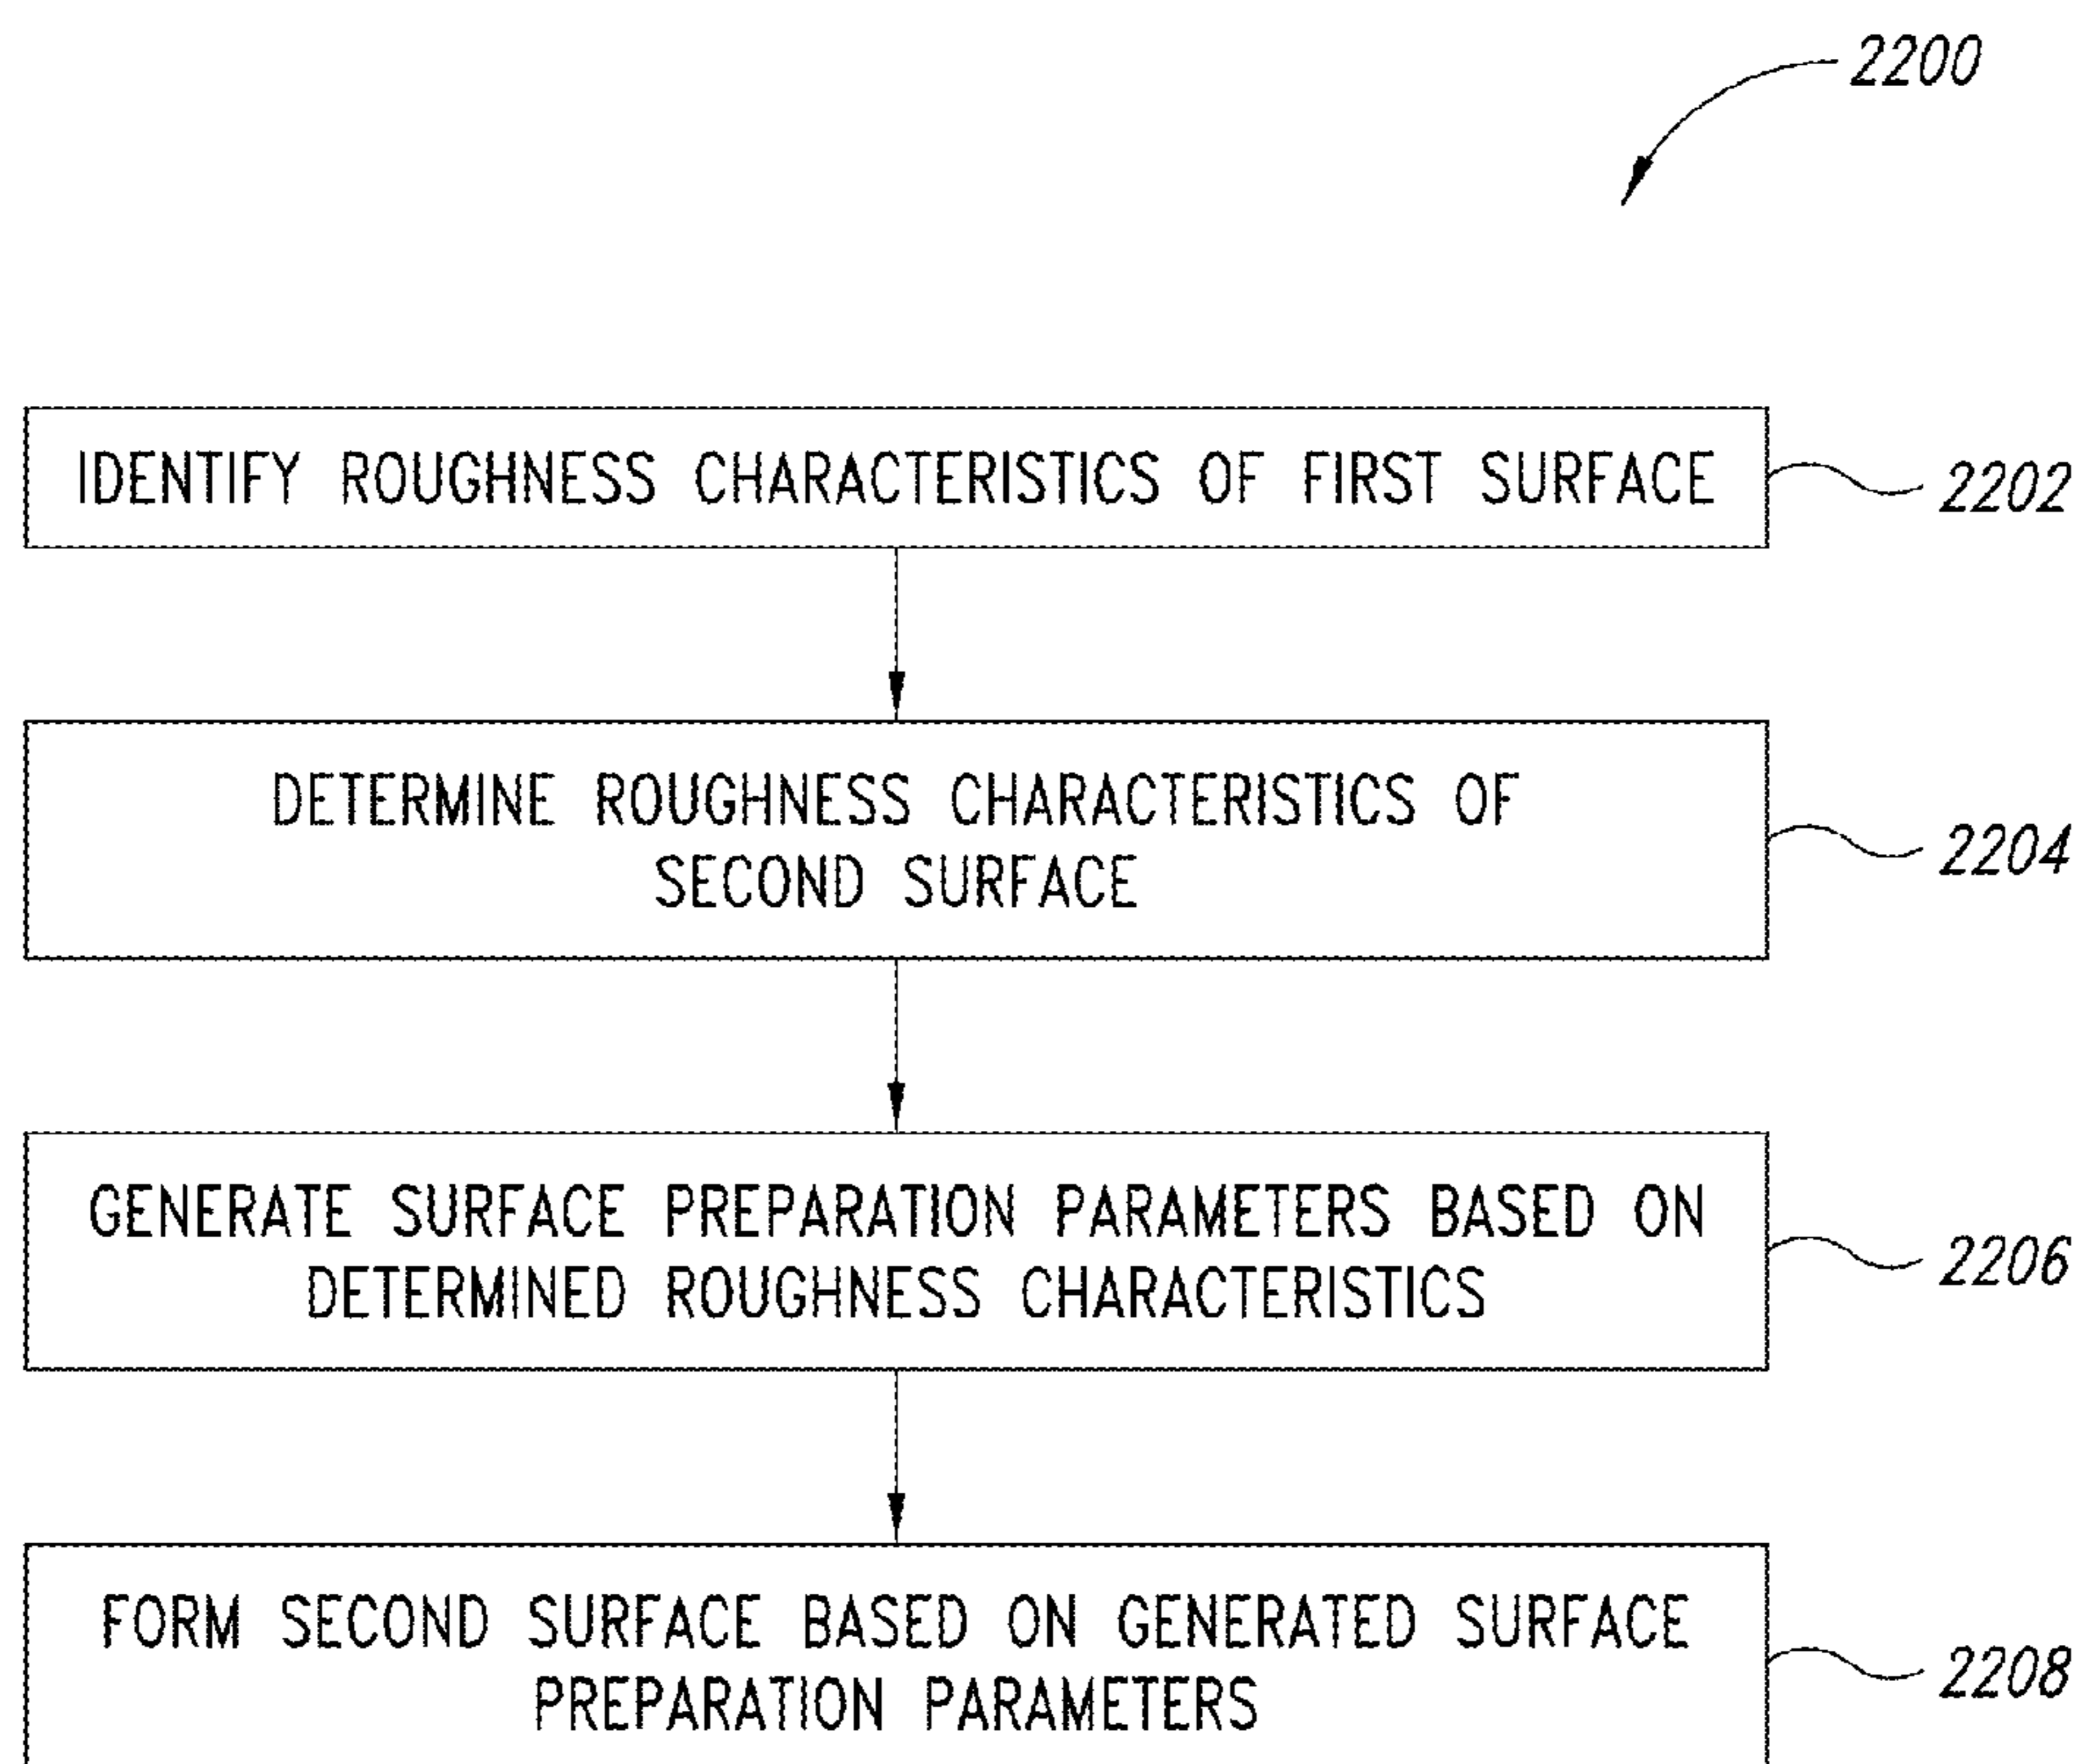 2200
IDENTIFY ROUGHNESS CHARACTERISTICS OF FIRST SURFACE
2202
DETERMINE ROUGHNESS CHARACTERISTICS OF
SECOND SURFACE
2204
GENERATE SURFACE PREPARATION PARAMETERS BASED ON
DETERMINED ROUGHNESS CHARACTERISTICS
2206
FORM SECOND SURFACE BASED ON GENERATED SURFACE
PREPARATION PARAMETERS
2208